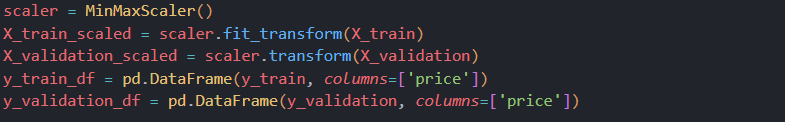 scaler = MinMaxScaler()
X_train_scaled = scaler.fit_transform(X_train)
X_validation_scaled = scaler.transform(X_validation)
y_train_df = pd.DataFrame(y_train, columns=['price'])
y_validation_df = pd.DataFrame(y_validation, columns=['price'])